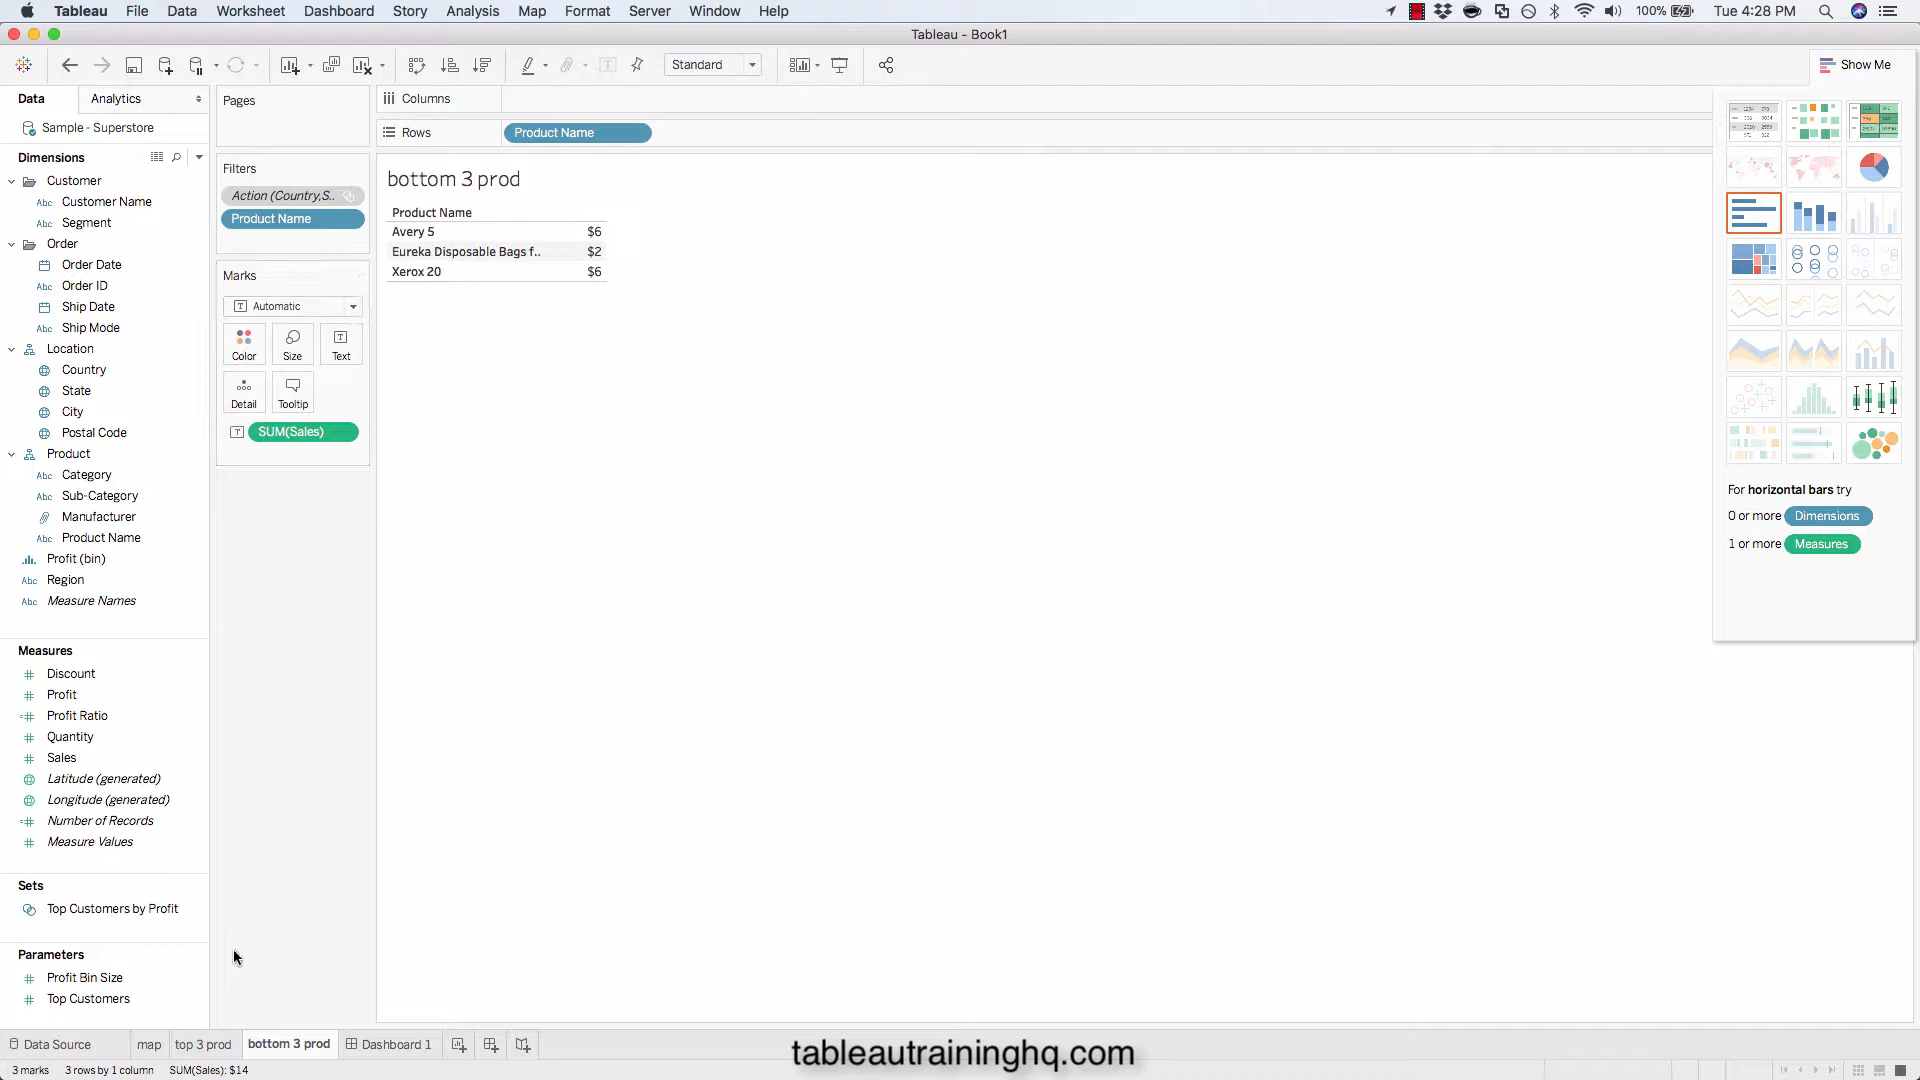 Tableau File Data Worksheet Dashboard Story Analysis Map Format Server Window Help 100% Tue 4:28 PM
Tableau - Book1
Standard Show Me
Data Analytics Pages Columns
Sample - Superstore Rows Product Name
Dimensions
Filters
Action (Country,S..
Product Name
bottom 3 prod
Product Name
Avery 5 $6
Eureka Disposable Bags f.. $2
Xerox 20 $6
Customer
Customer Name
Segment
Order
Order Date
Order ID
Ship Date
Ship Mode
Location
Country
State
City
Postal Code
Product
Category
Sub-Category
Manufacturer
Product Name
Profit (bin)
Region
Measure Names
Marks
Automatic
Color Size Text
Detail Tooltip
SUM(Sales)
For horizontal bars try
0 or more Dimensions
1 or more Measures
Measures
Discount
Profit
Profit Ratio
Quantity
Sales
Latitude (generated)
Longitude (generated)
Number of Records
Measure Values
Sets
Top Customers by Profit
Parameters
Profit Bin Size
Top Customers
Data Source map top 3 prod bottom 3 prod Dashboard 1
tableautraininghq.com
3 marks 3 rows by 1 column SUM(Sales): $14